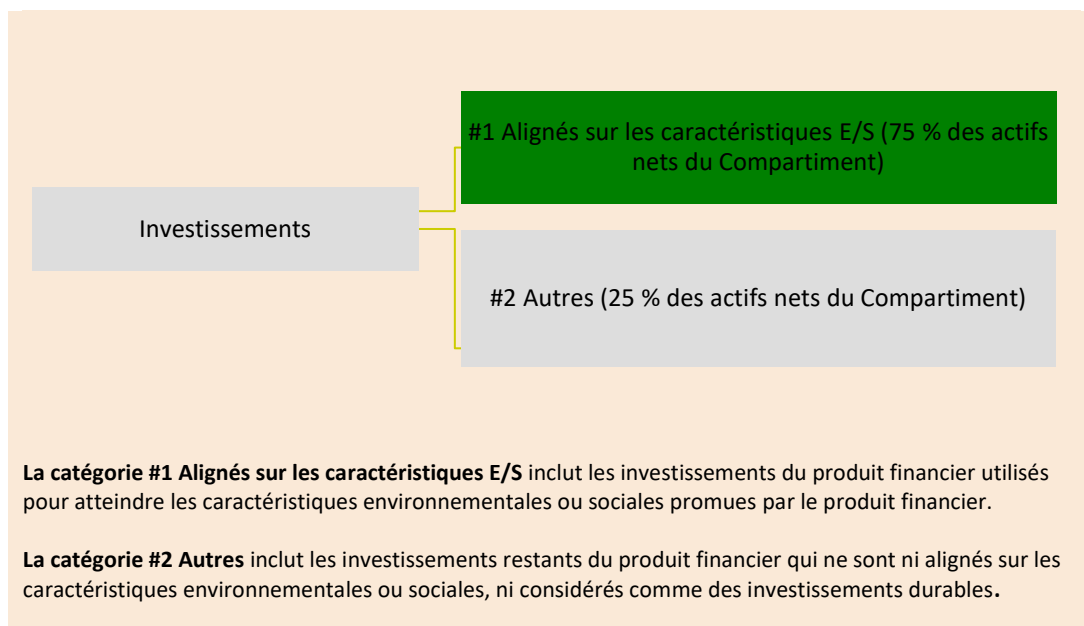 #1 Alignés sur les caractéristiques E/S (75 % des actifs
nets du Compartiment)
Investissements
#2 Autres (25 % des actifs nets du Compartiment)
La catégorie #1 Alignés sur les caractéristiques E/S inclut les investissements du produit financier utilisés
pour atteindre les caractéristiques environnementales ou sociales promues par le produit financier.
La catégorie #2 Autres inclut les investissements restants du produit financier qui ne sont ni alignés sur les
caractéristiques environnementales ou sociales, ni considérés comme des investissements durables.